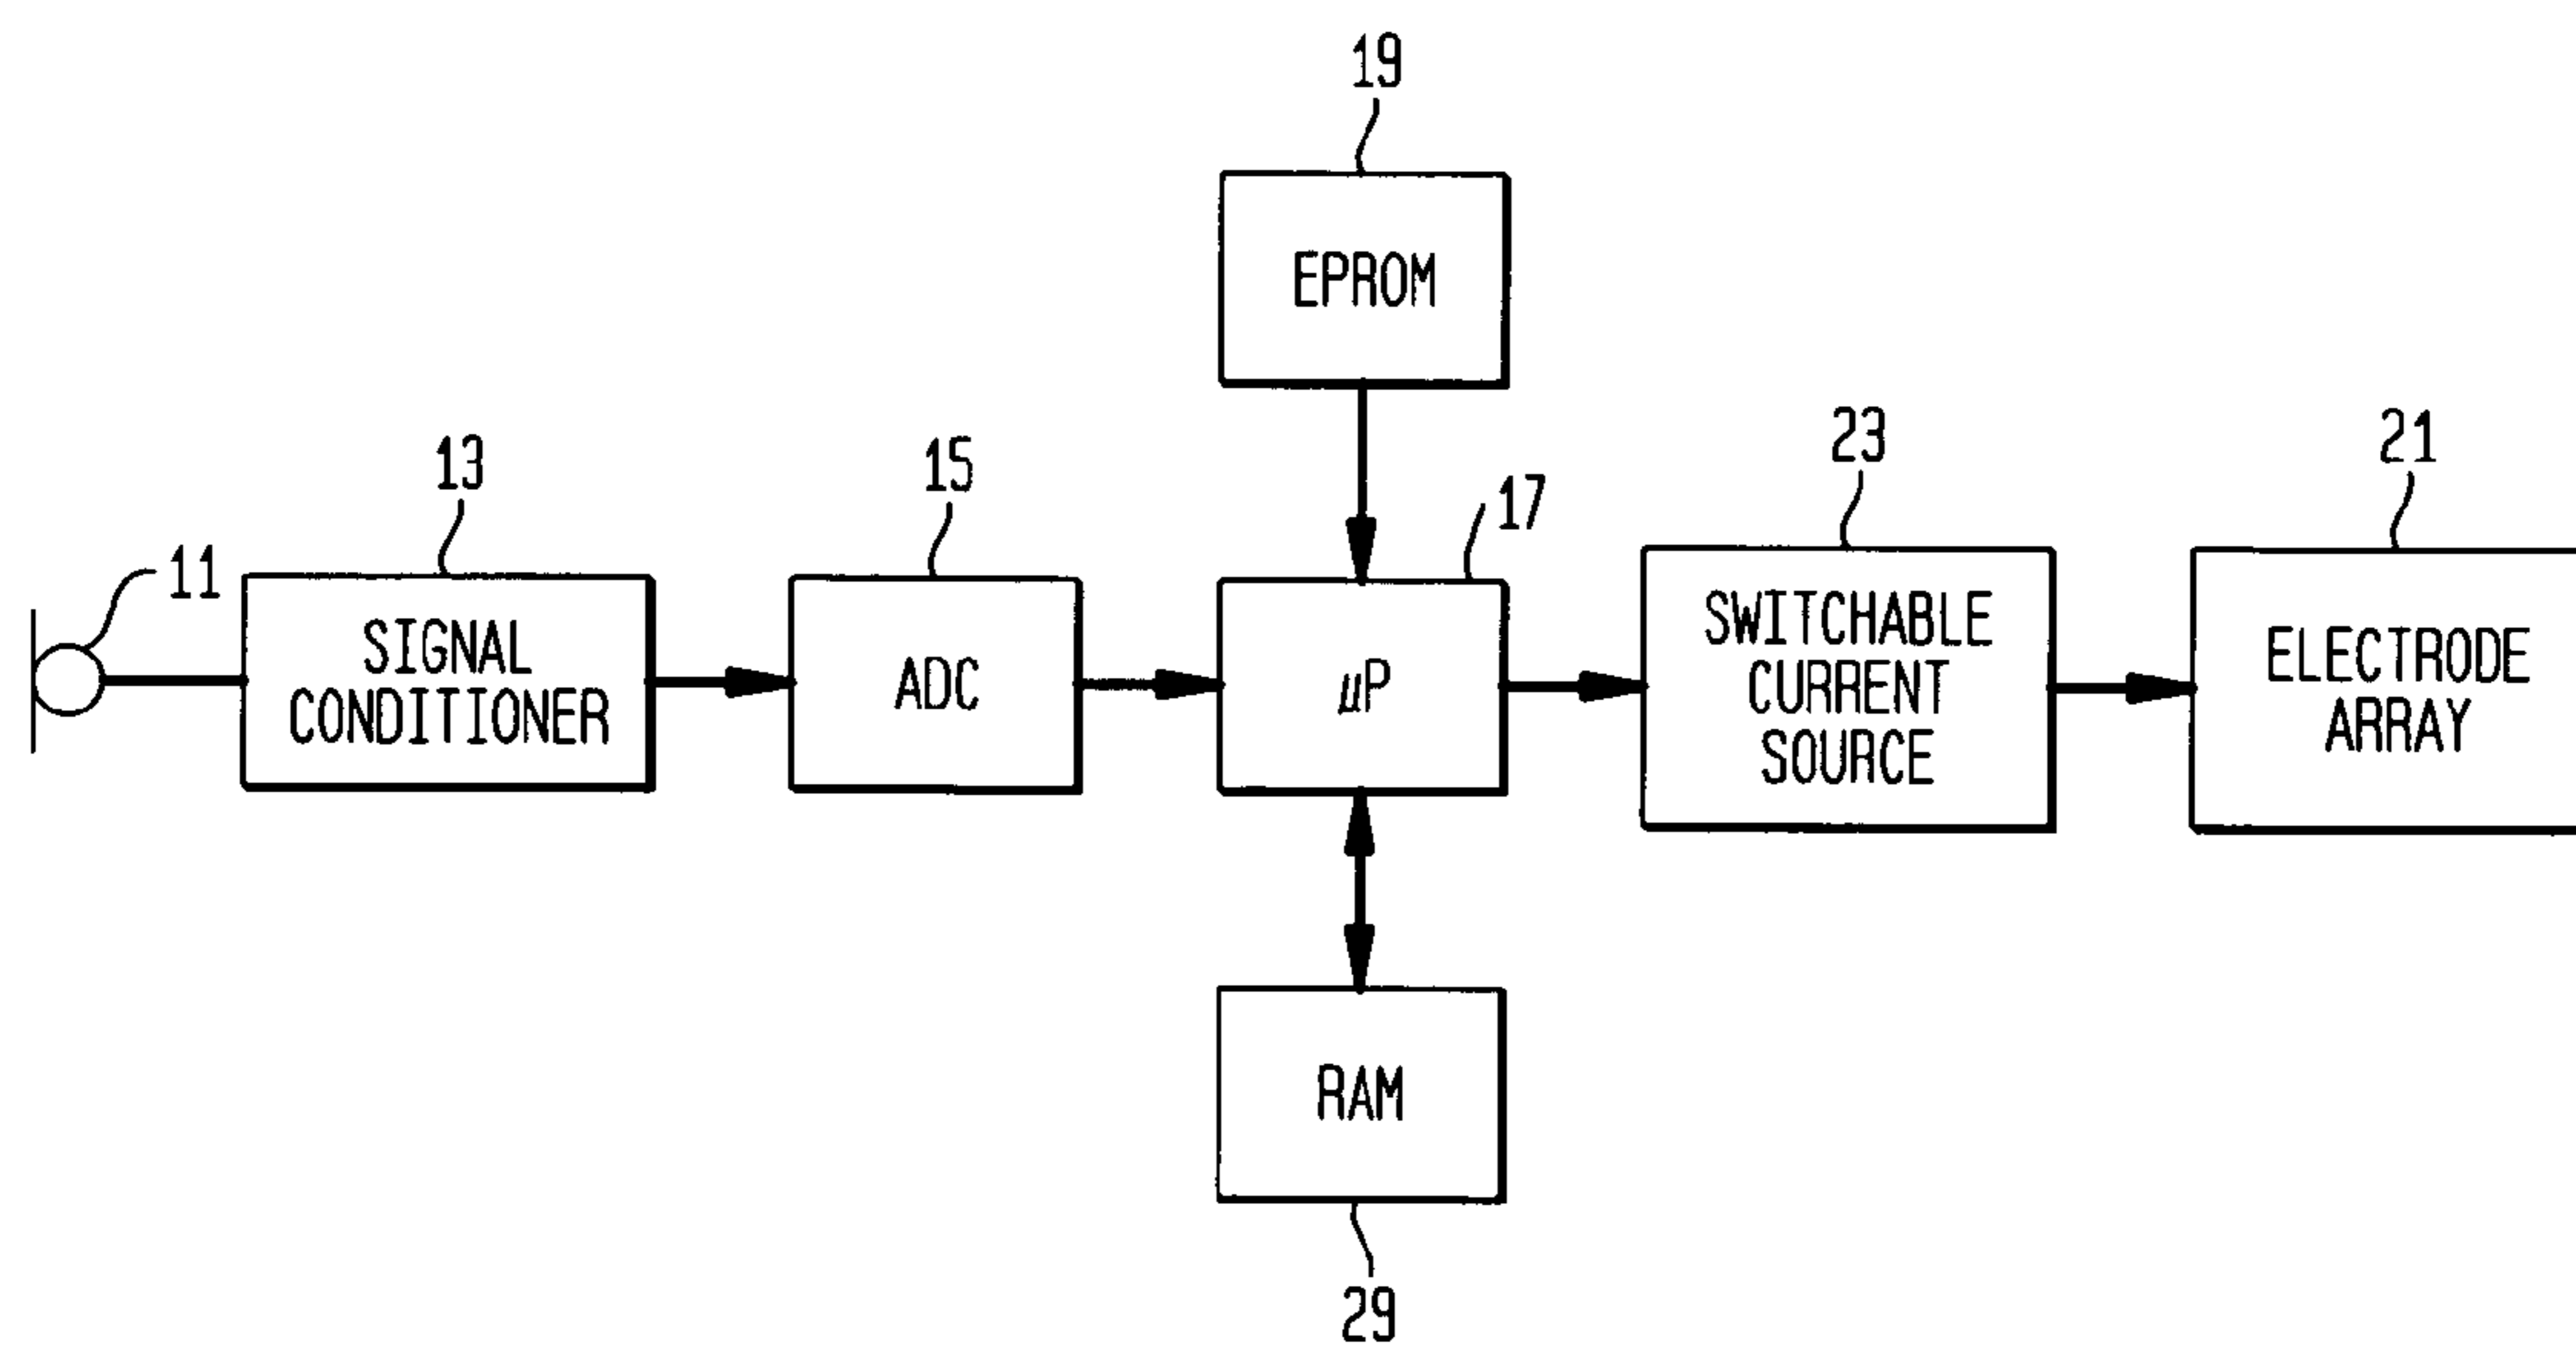 19
EPROM
13
15
17
23
21
11
SIGNAL
CONDITIONER
ADC
µP
SWITCHABLE
CURRENT
SOURCE
ELECTRODE
ARRAY
RAM
29